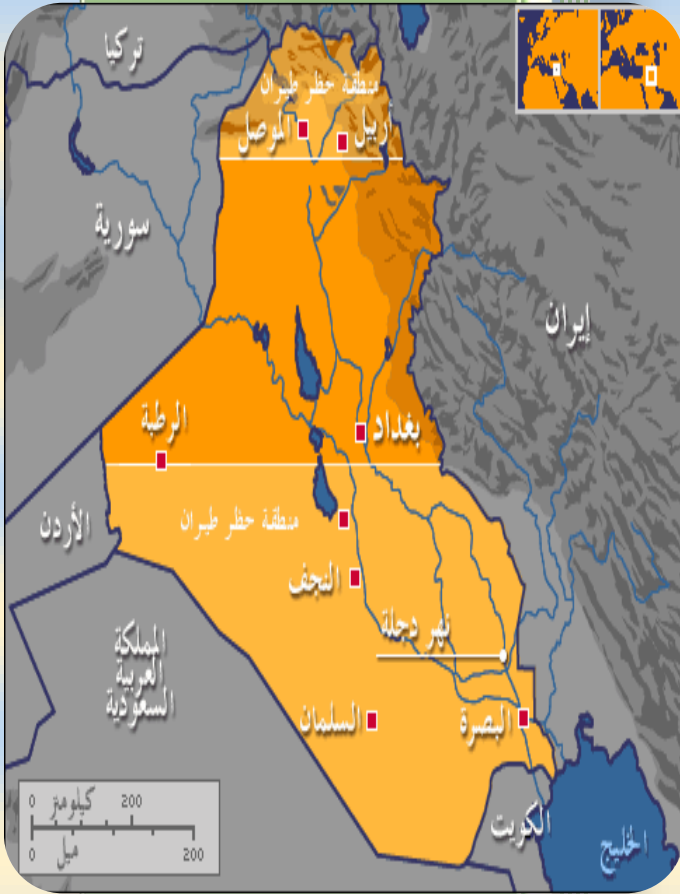 تركيا
منطقة حظر طيران
الموصل
أربيل
سورية
إيران
الرطبة
بغداد
الأردن
منطقة حظر طيران
النجف
نهر دجلة
المملكة
العربية
السعودية
السلمان
البصرة
الكويت
الخليج
0 كيلومتر 200
0 ميل 200